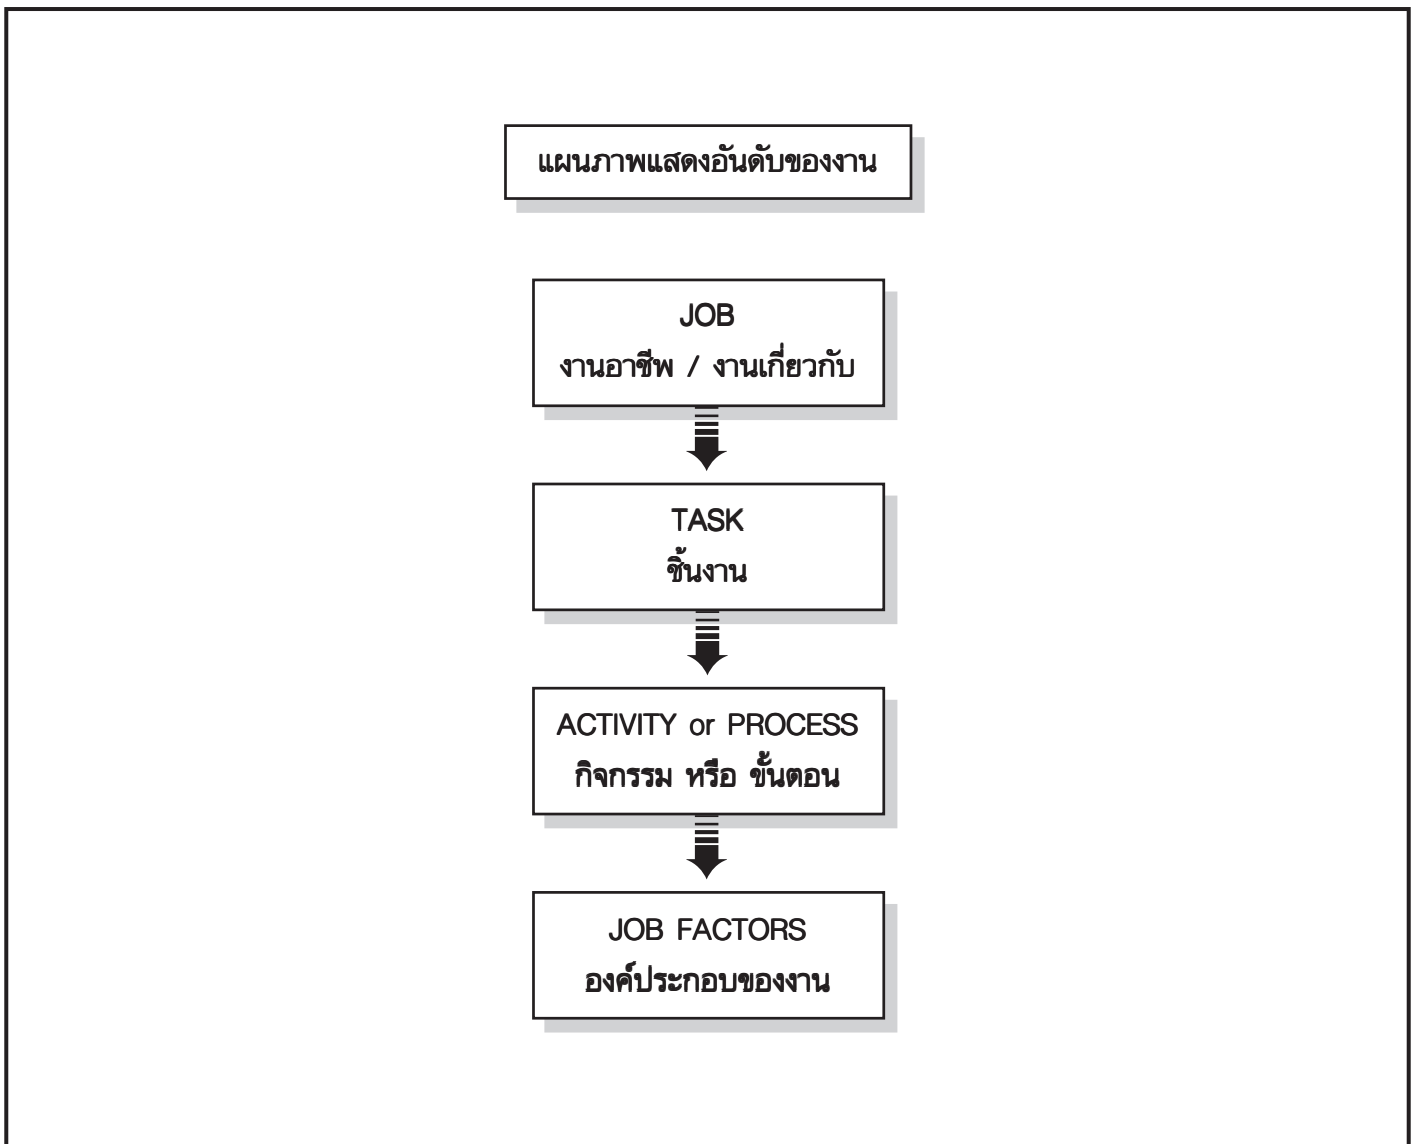 แผนภาพแสดงอันดับของงาน
JOB
งานอาชีพ / งานเกี่ยวกับ
TASK
ชิ้นงาน
ACTIVITY or PROCESS
กิจกรรม หรือ ขั้นตอน
JOB FACTORS
องค์ประกอบของงาน